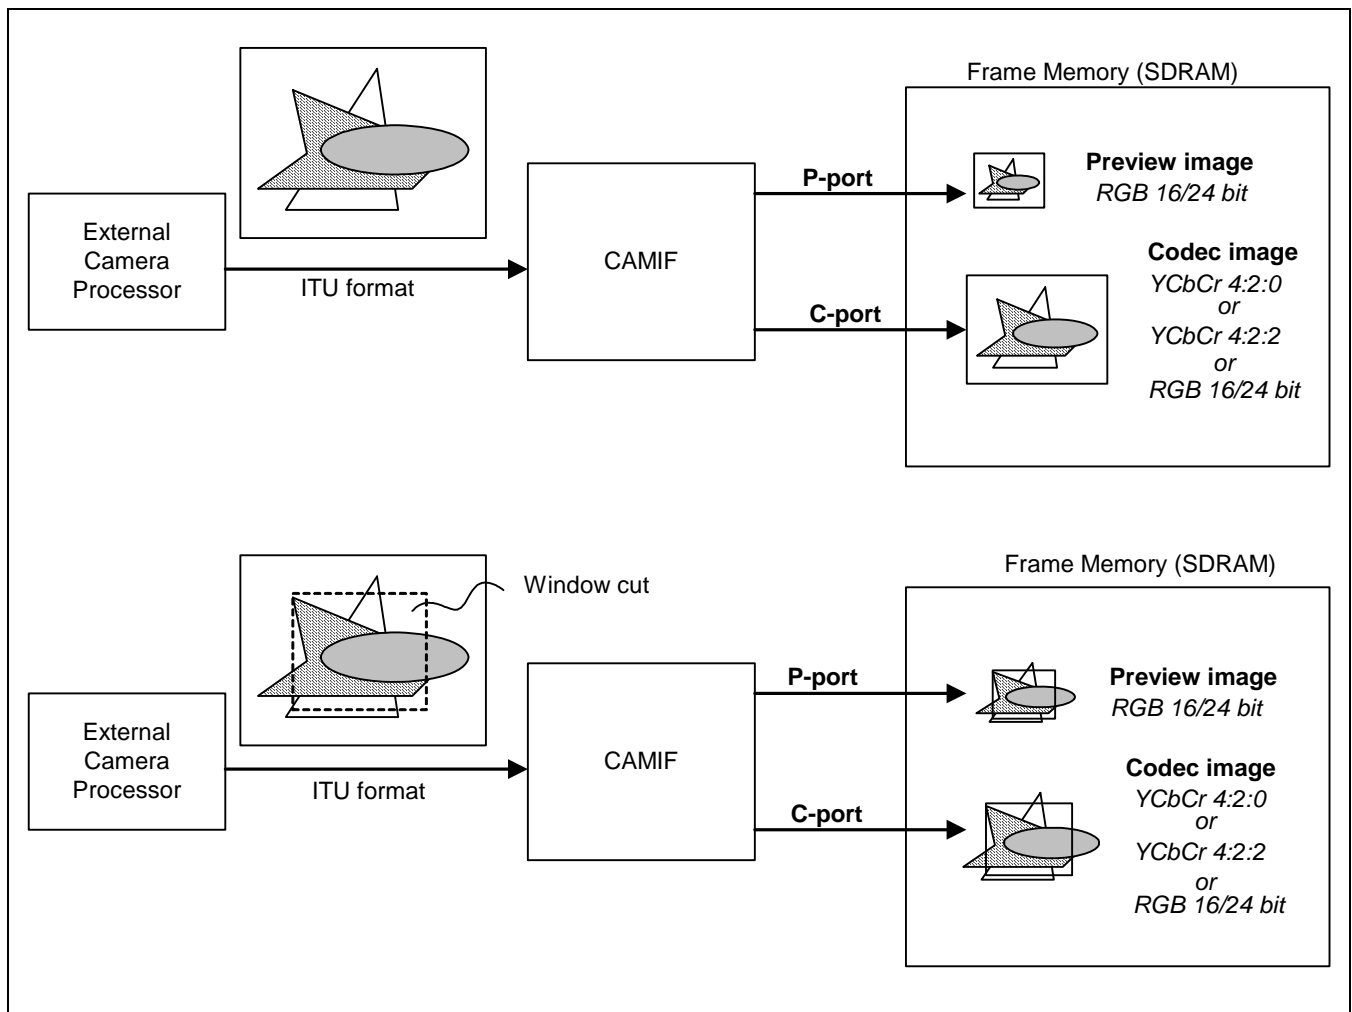 Frame Memory (SDRAM)
External
Camera
Processor
ITU format
CAMIF
P-port
C-port
Preview image
RGB 16/24 bit
Codec image
YCbCr 4:2:0
or
YCbCr 4:2:2
or
RGB 16/24 bit
Window cut
Frame Memory (SDRAM)
External
Camera
Processor
ITU format
CAMIF
P-port
C-port
Preview image
RGB 16/24 bit
Codec image
YCbCr 4:2:0
or
YCbCr 4:2:2
or
RGB 16/24 bit